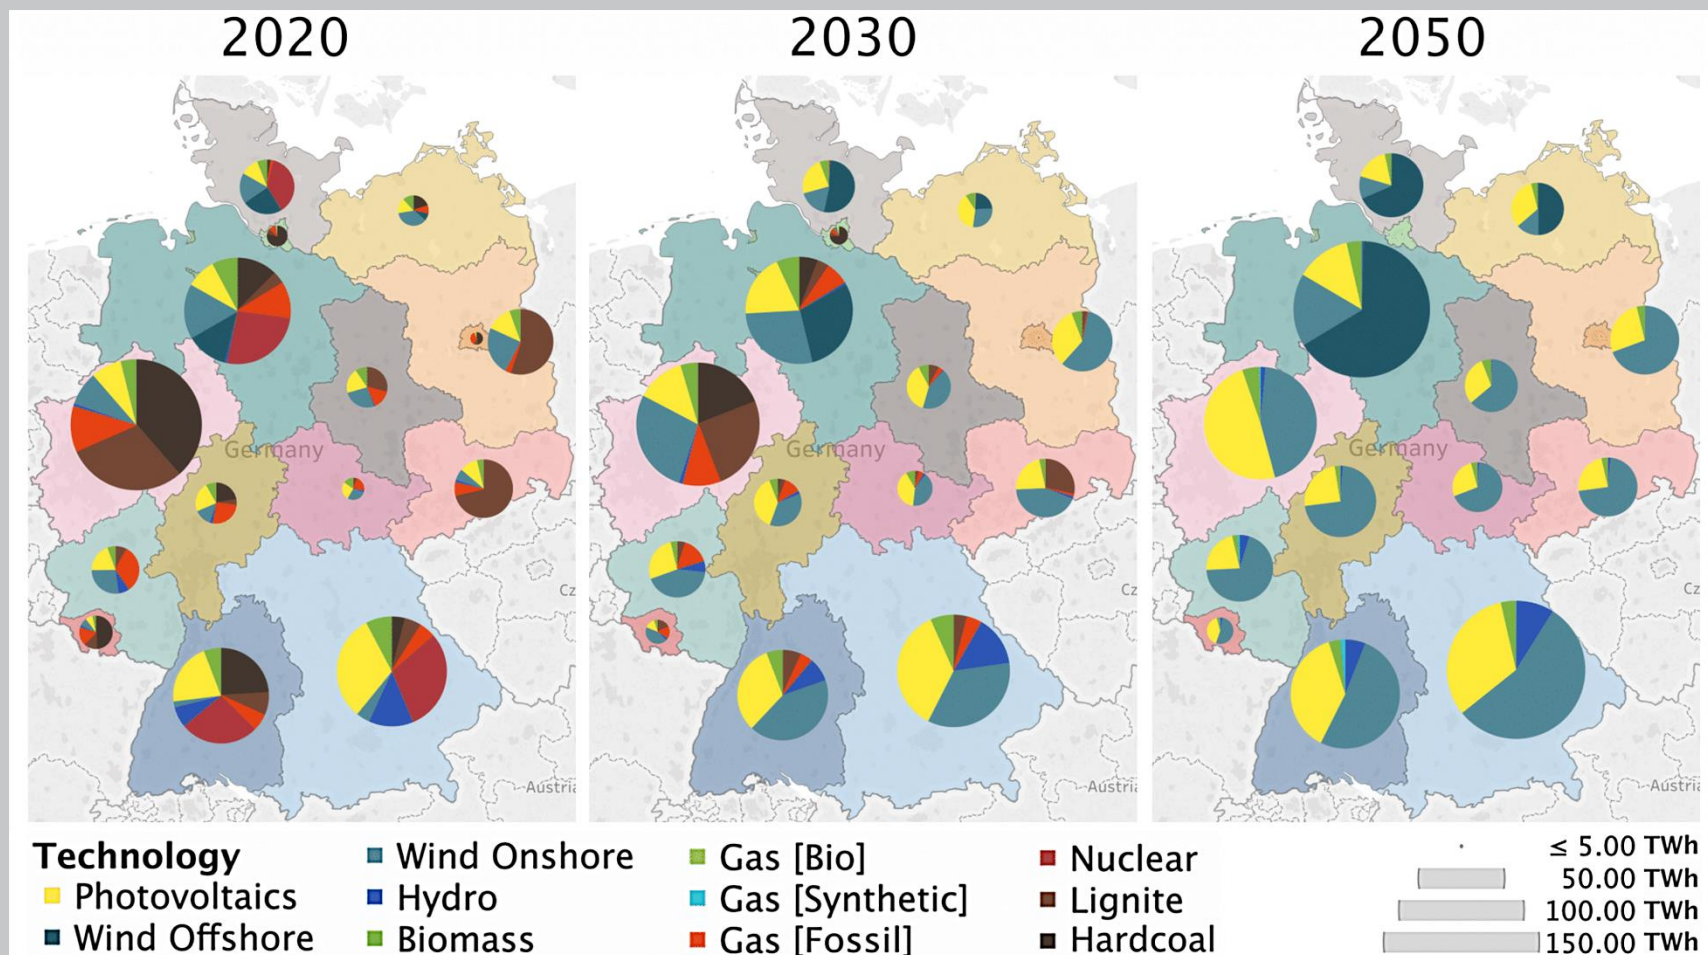 2020 2030 2050
Germany Germany Germany
Cz Cz
Austria Austria Austria
Technology Wind Onshore Gas [Bio] Nuclear ≤ 5.00 TWh
Photovoltaics Hydro Gas [Synthetic] Lignite 50.00 TWh
Wind Offshore Biomass Gas [Fossil] Hardcoal 100.00 TWh
150.00 TWh